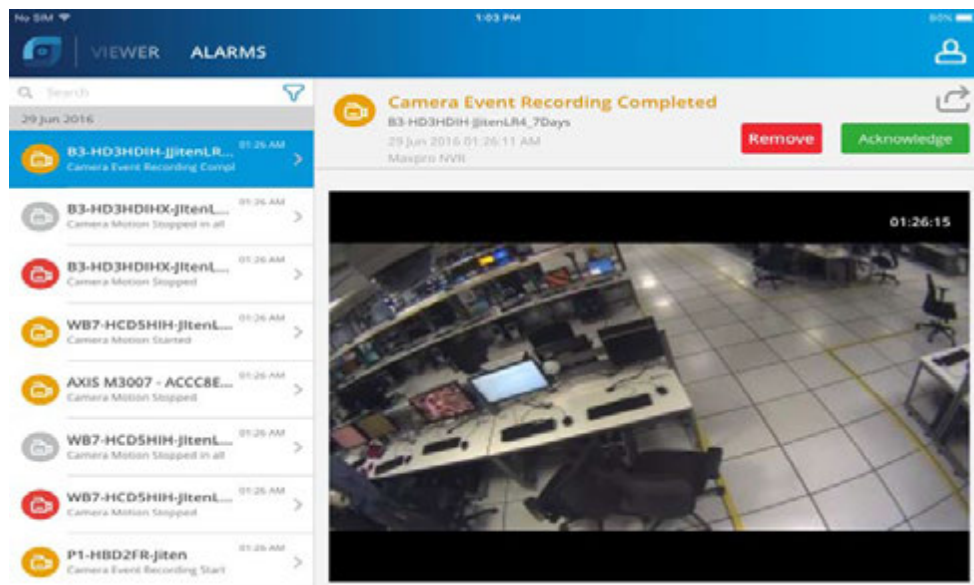 No SIM
1:03 PM
80%
VIEWER
ALARMS
Search
29 Jun 2016
B3-HD3HDIH-JJitenLR... 01:26 AM
Camera Event Recording Compl
B3-HD3HDIHX-JItenL... 01:26 AM
Camera Motion Stopped in all
B3-HD3HDIHX-JItenL... 01:26 AM
Camera Motion Stopped
WB7-HCD5HIH-JItenL... 01:26 AM
Camera Motion Started
AXIS M3007 - ACCC8E... 01:26 AM
Camera Motion Stopped
WB7-HCD5HIH-JItenL... 01:26 AM
Camera Motion Stopped in all
WB7-HCD5HIH-JItenL... 01:26 AM
Camera Motion Stopped
P1-HBD2FR-Jiten 01:26 AM
Camera Event Recording Start
Camera Event Recording Completed
B3-HD3HDIH-JJitenLR4_7Days
29 Jun 2016 01:26:11 AM
Maxpro NVR
Remove
Acknowledge
01:26:15